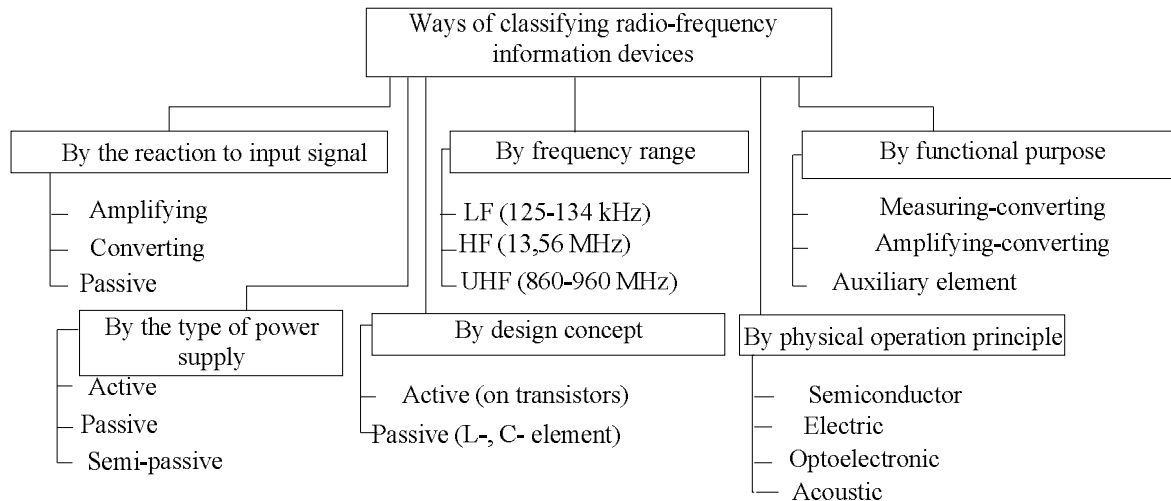 Ways of classifying radio-frequency
information devices
By the reaction to input signal
Amplifying
Converting
Passive
By frequency range
LF (125-134 kHz)
HF (13,56 MHz)
UHF (860-960 MHz)
By functional purpose
Measuring-converting
Amplifying-converting
Auxiliary element
By the type of power
supply
Active
Passive
Semi-passive
By design concept
Active (on transistors)
Passive (L-, C- element)
By physical operation principle
Semiconductor
Electric
Optoelectronic
Acoustic